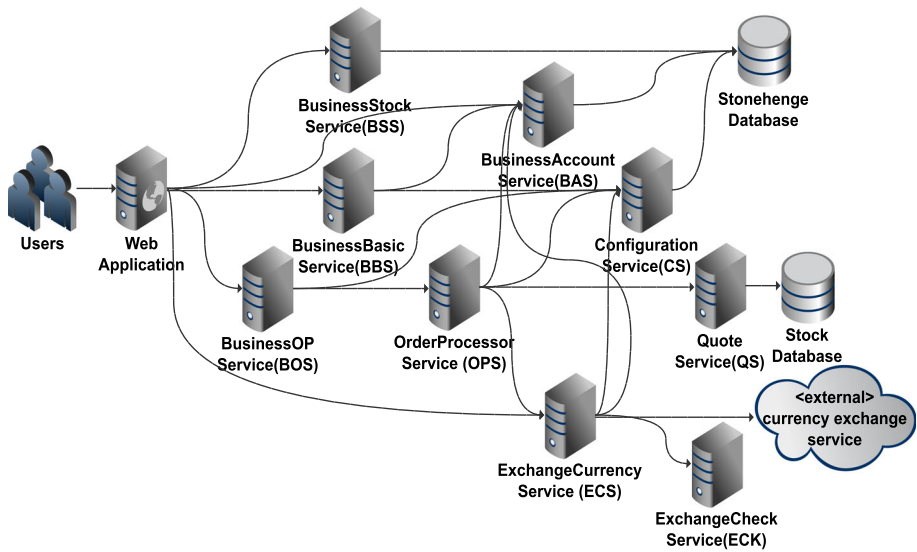 BusinessStock
Service(BSS)
Stonehenge
Database
BusinessAccount
Service(BAS)
Users
Web
Application
BusinessBasic
Service(BBS)
Configuration
Service(CS)
BusinessOP
Service(BOS)
OrderProcessor
Service (OPS)
Quote
Service(QS)
Stock
Database
<external>
currency exchange
service
ExchangeCurrency
Service (ECS)
ExchangeCheck
Service(ECK)